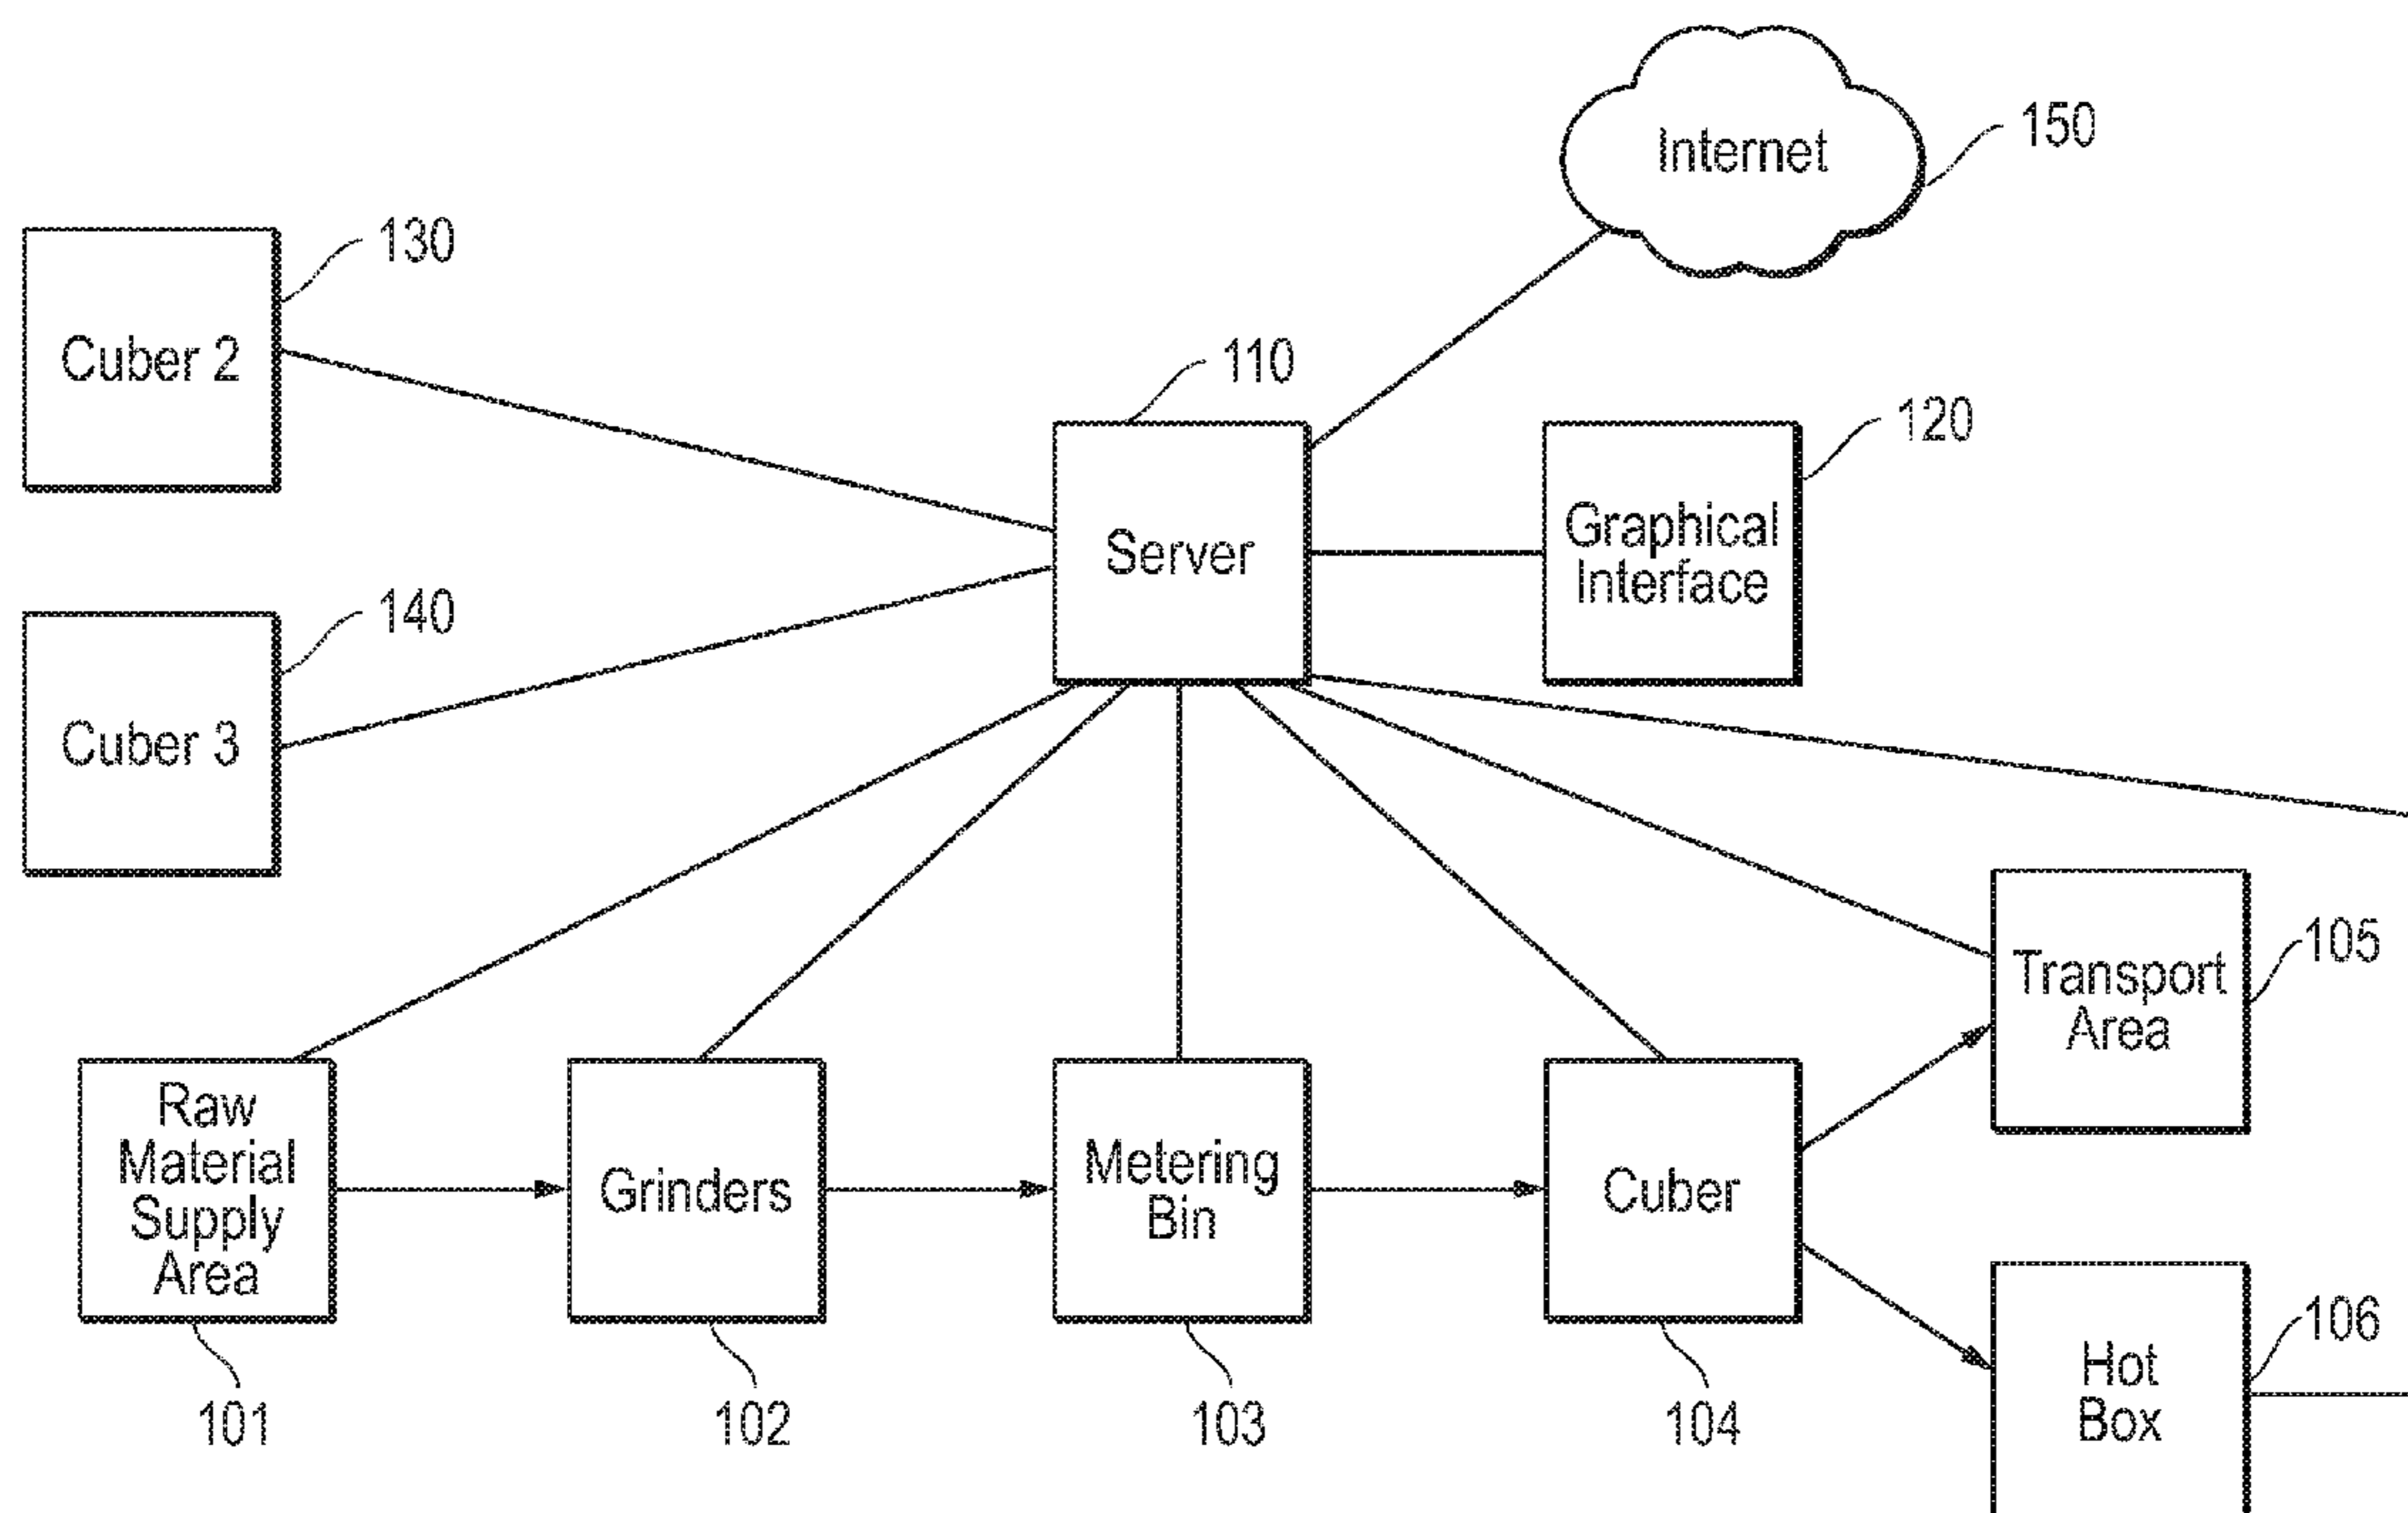 Internet
150
130
Cuber 2
110
120
Server
Graphical
Interface
140
Cuber 3
Transport
Area
105
Raw
Material
Supply
Area
Grinders
Metering
Bin
Cuber
Hot
Box
106
101
102
103
104